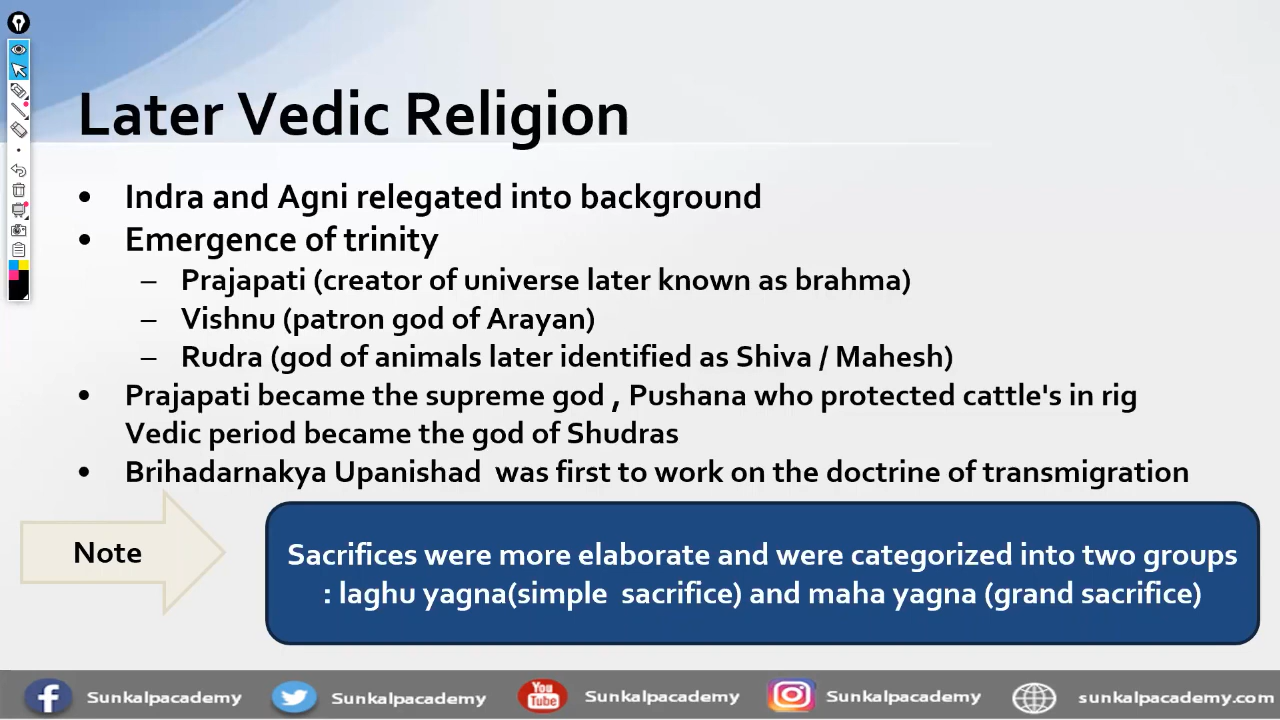 Later Vedic Religion
• Indra and Agni relegated into background
• Emergence of trinity
– Prajapati (creator of universe later known as brahma)
– Vishnu (patron god of Arayan)
– Rudra (god of animals later identified as Shiva / Mahesh)
• Prajapati became the supreme god , Pushana who protected cattle's in rig
Vedic period became the god of Shudras
• Brihadarnakya Upanishad was first to work on the doctrine of transmigration
Note
Sacrifices were more elaborate and were categorized into two groups
: laghu yagna(simple sacrifice) and maha yagna (grand sacrifice)
Sunkalpacademy Sunkalpacademy You Tube Sunkalpacademy Sunkalpacademy sunkalpacademy.com